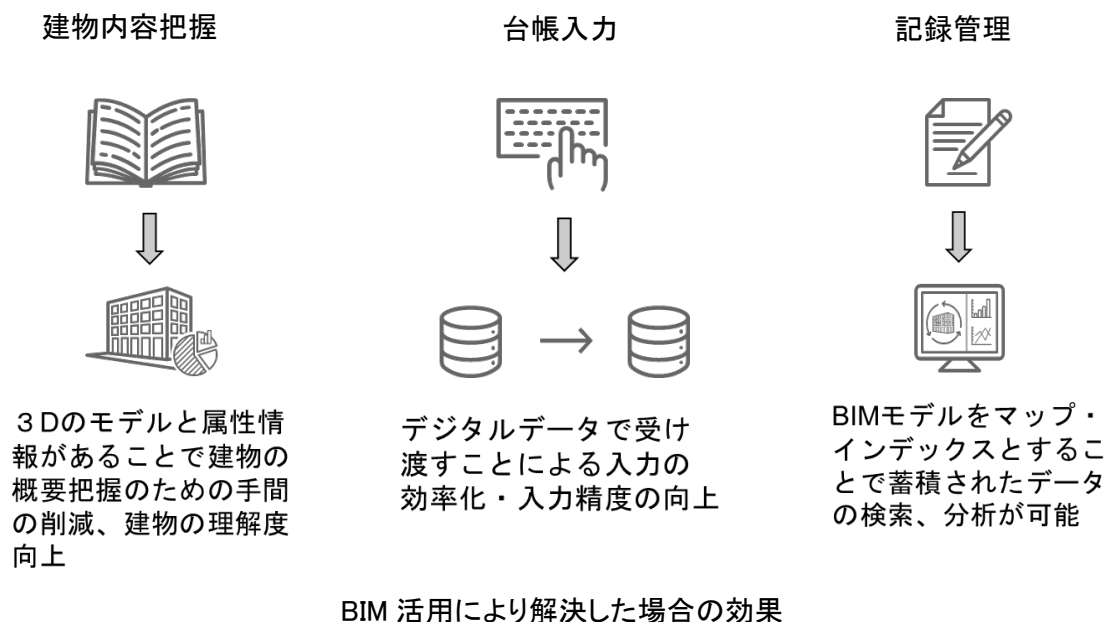 建物内容把握
台帳入力
記録管理
３Dのモデルと属性情
報があることで建物の
概要把握のための手間
の削減、建物の理解度
向上
デジタルデータで受け
渡すことによる入力の
効率化・入力精度の向上
BIMモデルをマップ・
インデックスとするこ
とで蓄積されたデータ
の検索、分析が可能
BIM 活用により解決した場合の効果